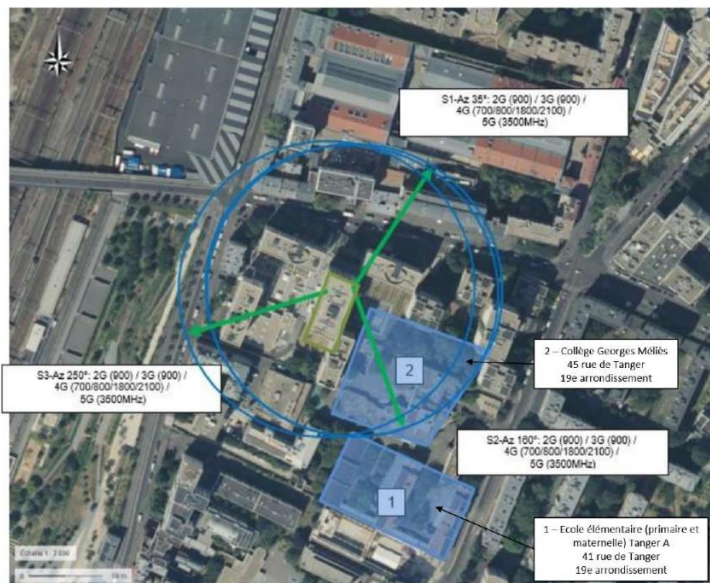 S1-Az 35°: 2G (900) / 3G (900) /
4G (700/800/1800/2100) /
5G (3500MHz)
S3-Az 250°: 2G (900) / 3G (900) /
4G (700/800/1800/2100) /
5G (3500MHz)
2
2 – Collège Georges Méliès
45 rue de Tanger
19e arrondissement
S2-Az 160°: 2G (900) / 3G (900) /
4G (700/800/1800/2100) /
5G (3500MHz)
1
1 – Ecole élémentaire (primaire et
maternelle) Tanger A
41 rue de Tanger
19e arrondissement
0